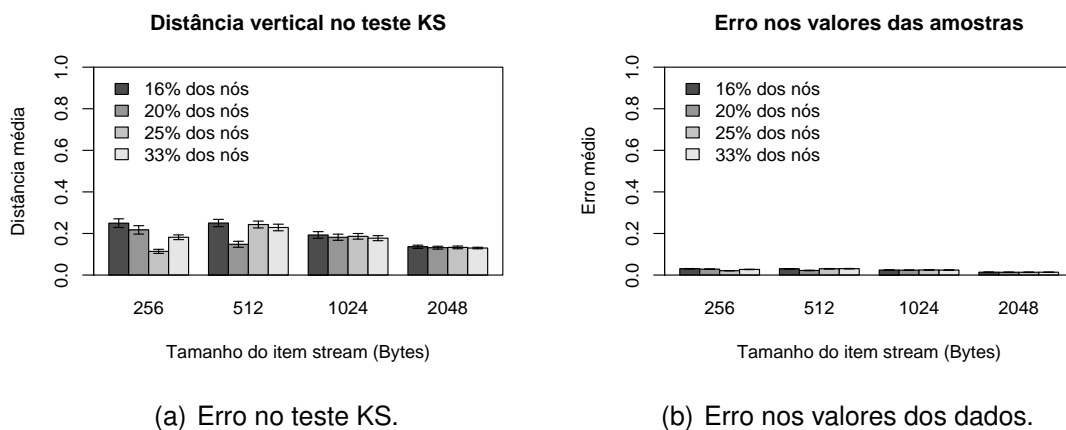 Distância vertical no teste KS
Distância média
1.0
0.8
0.6
0.4
0.2
0.0
16% dos nós
20% dos nós
25% dos nós
33% dos nós
256 512 1024 2048
Tamanho do item stream (Bytes)
(a) Erro no teste KS.
Erro nos valores das amostras
Erro médio
1.0
0.8
0.6
0.4
0.2
0.0
16% dos nós
20% dos nós
25% dos nós
33% dos nós
256 512 1024 2048
Tamanho do item stream (Bytes)
(b) Erro nos valores dos dados.